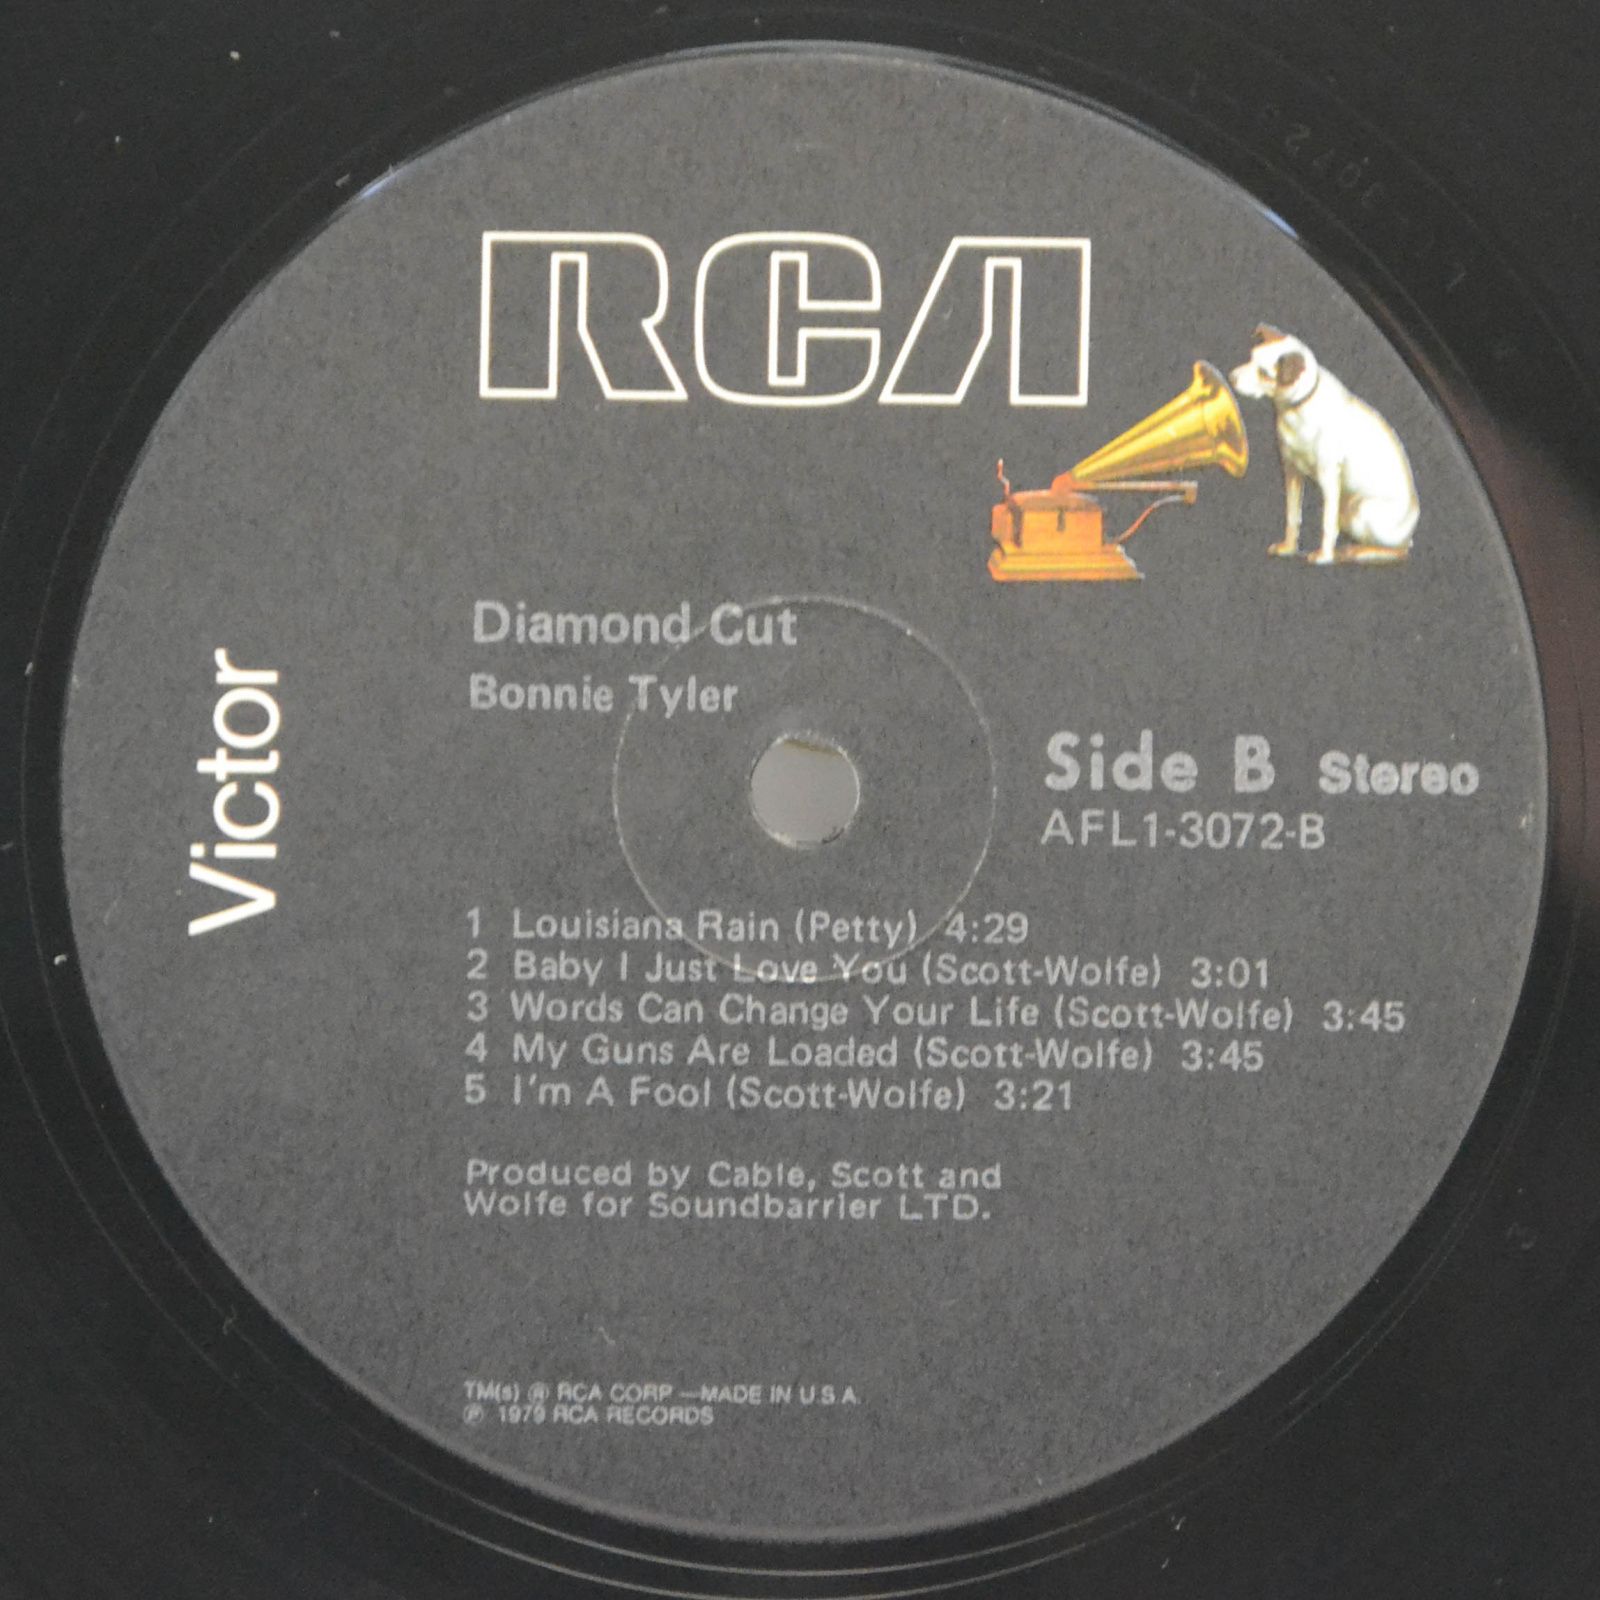 RCA
Victor
Diamond Cut
Bonnie Tyler
Side B Stereo
AFL1-3072-B
1 Louisiana Rain (Petty) 4:29
2 Baby I Just Love You (Scott-Wolfe) 3:01
3 Words Can Change Your Life (Scott-Wolfe) 3:45
4 My Guns Are Loaded (Scott-Wolfe) 3:45
5 I'm A Fool (Scott-Wolfe) 3:21
Produced by Cable, Scott and
Wolfe for Soundbarrier LTD.
TM(s) ® RCA CORP —MADE IN U.S.A.
℗ 1979 RCA RECORDS